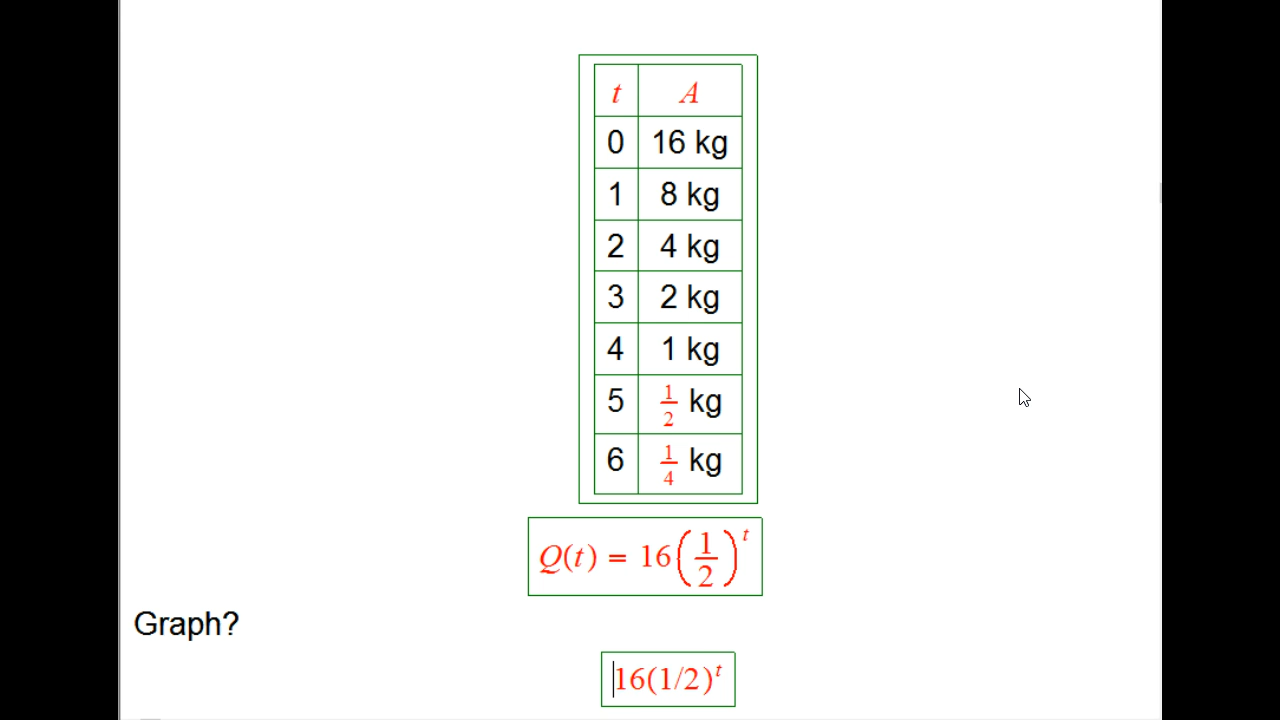 t A
0 16 kg
1 8 kg
2 4 kg
3 2 kg
4 1 kg
5 1/2 kg
6 1/4 kg
Q(t) = 16(1/2)^t
Graph?
16(1/2)^t